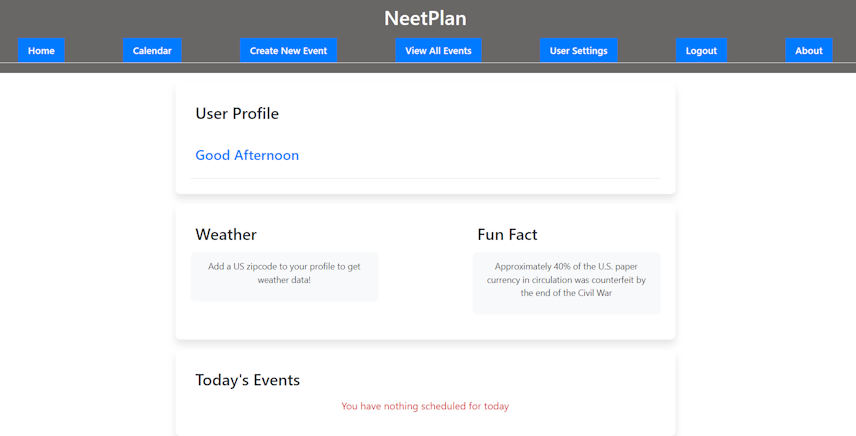 NeetPlan
Home Calendar Create New Event View All Events User Settings Logout About
User Profile
Good Afternoon
Weather
Add a US zipcode to your profile to get
weather data!
Fun Fact
Approximately 40% of the U.S. paper
currency in circulation was counterfeit by
the end of the Civil War
Today's Events
You have nothing scheduled for today